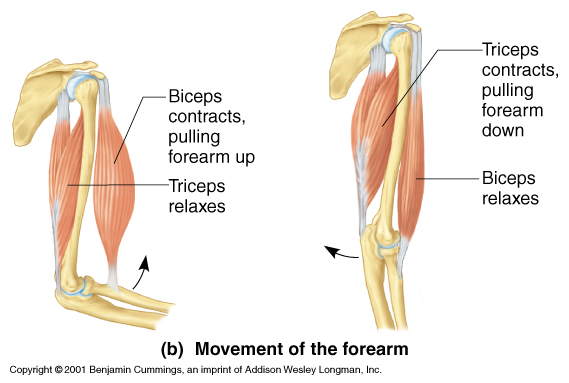 Biceps
contracts,
pulling
forearm up
Triceps
relaxes
Triceps
contracts,
pulling
forearm
down
Biceps
relaxes
(b) Movement of the forearm
Copyright © 2001 Benjamin Cummings, an imprint of Addison Wesley Longman, Inc.